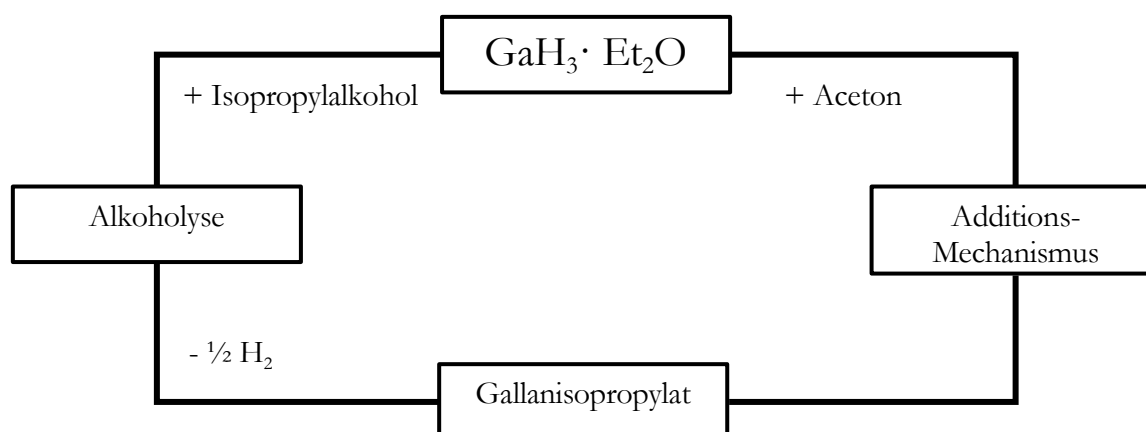 GaH₃· Et₂O
+ Isopropylalkohol
+ Aceton
Alkoholyse
Additions-
Mechanismus
- ½ H₂
Gallanisopropylat